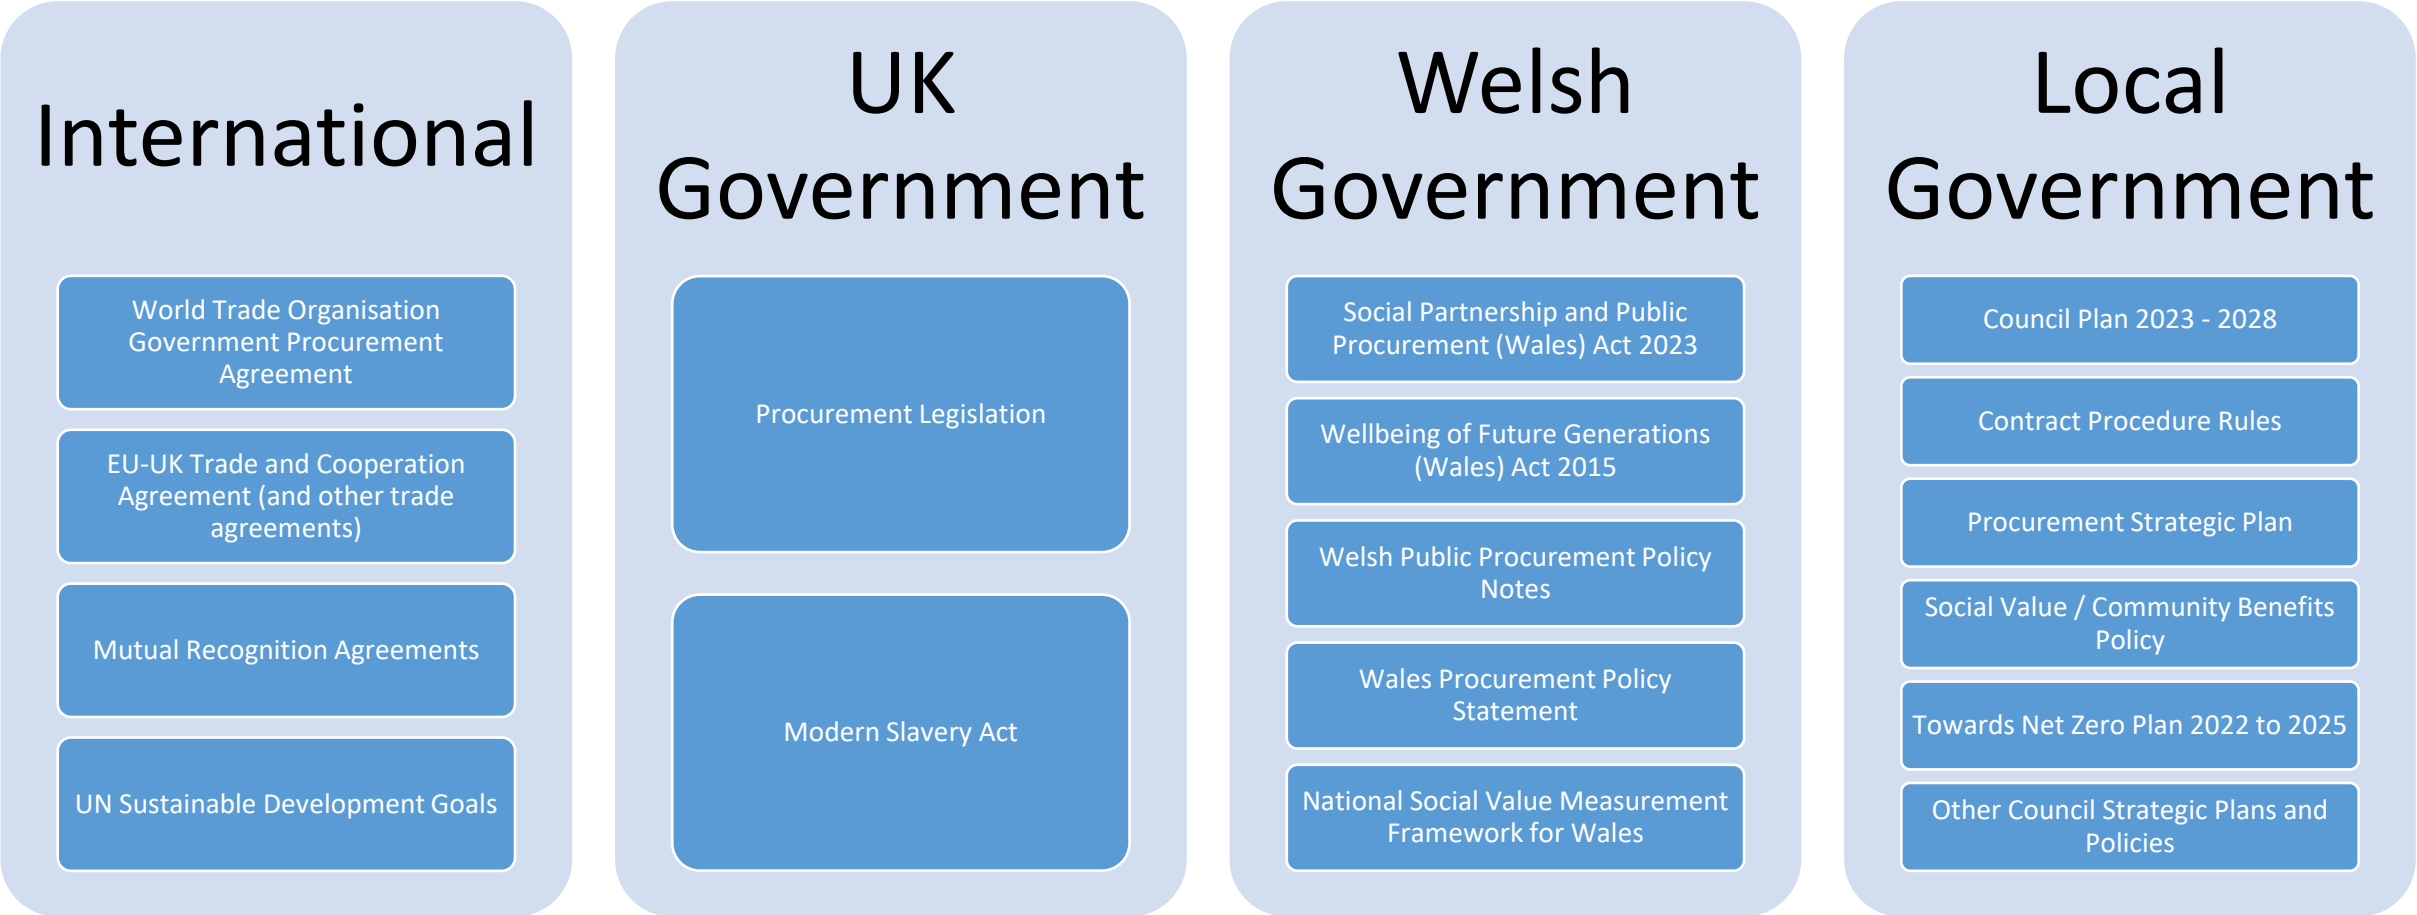 International
World Trade Organisation
Government Procurement
Agreement
EU-UK Trade and Cooperation
Agreement (and other trade
agreements)
Mutual Recognition Agreements
UN Sustainable Development Goals
UK
Government
Procurement Legislation
Modern Slavery Act
Welsh
Government
Social Partnership and Public
Procurement (Wales) Act 2023
Wellbeing of Future Generations
(Wales) Act 2015
Welsh Public Procurement Policy
Notes
Wales Procurement Policy
Statement
National Social Value Measurement
Framework for Wales
Local
Government
Council Plan 2023 - 2028
Contract Procedure Rules
Procurement Strategic Plan
Social Value / Community Benefits
Policy
Towards Net Zero Plan 2022 to 2025
Other Council Strategic Plans and
Policies